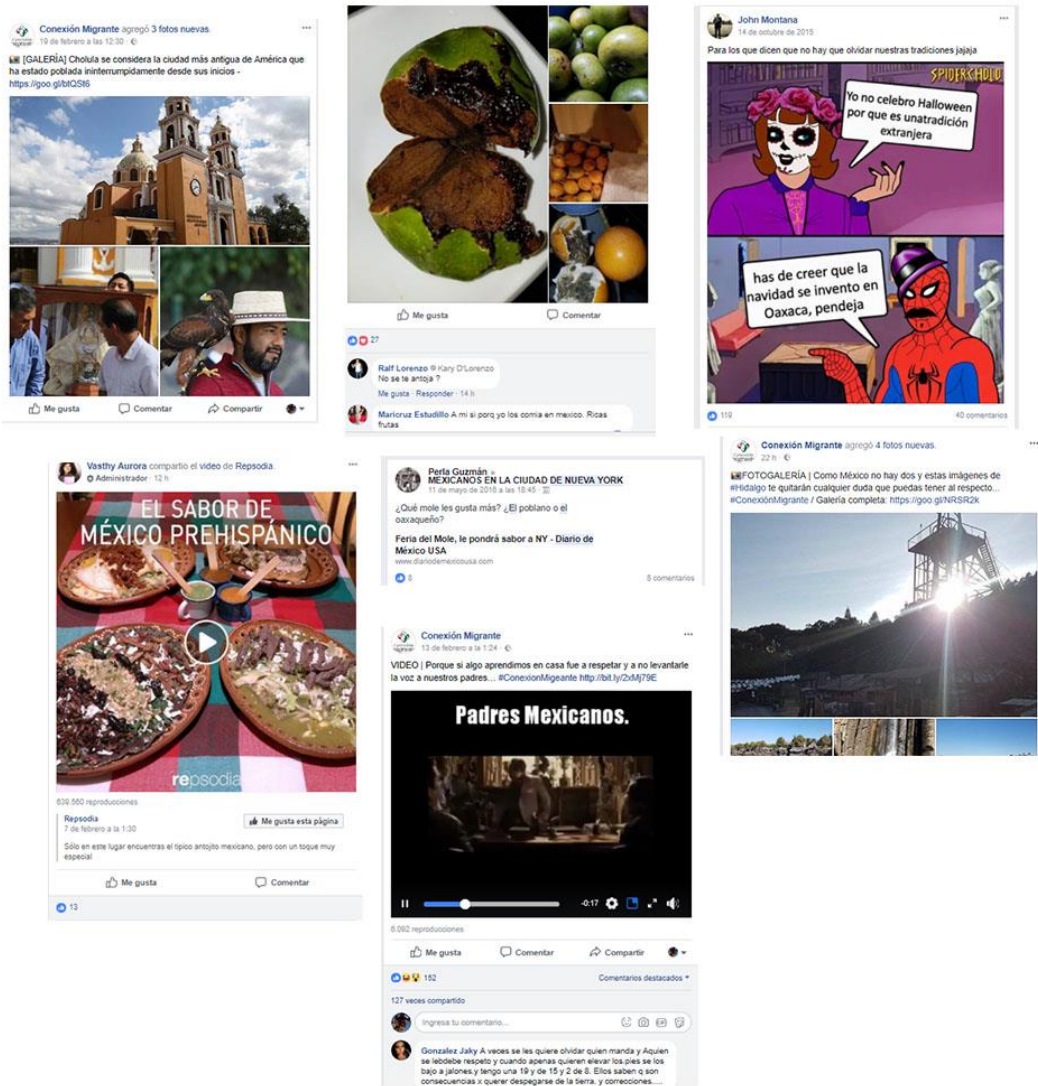 Conexión Migrante agregó 3 fotos nuevas.
19 de febrero a las 12:30
[GALERÍA] Cholula se considera la ciudad más antigua de América que
ha estado poblada ininterrumpidamente desde sus inicios -
https://goo.gl/btQSt6
Me gusta Comentar Compartir
Me gusta Comentar
27
Ralf Lorenzo Kary D'Lorenzo
No se te antoja ?
Me gusta · Responder · 14 h
Maricruz Estudillo A mi si porq yo los comia en mexico. Ricas
frutas
John Montana
14 de octubre de 2015
Para los que dicen que no hay que olvidar nuestras tradiciones jajaja
SPIDERCHOLO
Yo no celebro Halloween
por que es unatradición
extranjera
has de creer que la
navidad se invento en
Oaxaca, pendeja
119 40 comentarios
Vasthy Aurora compartió el video de Repsodia.
Administrador · 12 h
EL SABOR DE
MÉXICO PREHISPÁNICO
repsodia
639.560 reproducciones
Repsodia
7 de febrero a la 1:30
Me gusta esta página
Sólo en este lugar encuentras el típico antojito mexicano, pero con un toque muy
especial
Me gusta Comentar
13
Perla Guzmán
MEXICANOS EN LA CIUDAD DE NUEVA YORK
11 de mayo de 2016 a las 18:45
¿Qué mole les gusta más? ¿El poblano o el
oaxaqueño?
Feria del Mole, le pondrá sabor a NY - Diario de
México USA
www.diariodemexicousa.com
8 5 comentarios
Conexión Migrante
13 de febrero a la 1:24
VIDEO | Porque si algo aprendimos en casa fue a respetar y a no levantarle
la voz a nuestros padres... #ConexionMigeante http://bit.ly/2xMj79E
Padres Mexicanos.
-0:17
6.092 reproducciones
Me gusta Comentar Compartir
152 Comentarios destacados
127 veces compartido
Ingresa tu comentario...
Gonzalez Jaky A veces se les quiere olvidar quien manda y Aquien
se lebdebe respeto y cuando apenas quieren elevar los.pies se los
bajo a jalones.y tengo una 19 y de 15 y 2 de 8. Ellos saben q son
consecuencias x querer despegarse de la tierra. y correcciones.....
Conexión Migrante agregó 4 fotos nuevas.
22 h
FOTOGALERÍA | Como México no hay dos y estas imágenes de
#Hidalgo te quitarán cualquier duda que puedas tener al respecto...
#ConexiónMigrante / Galería completa: https://goo.gl/NRSR2k